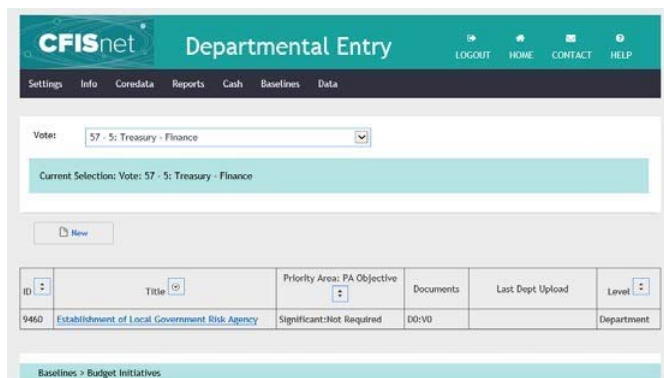 CFISnet
Departmental Entry
LOGOUT HOME CONTACT HELP
Settings Info Coredata Reports Cash Baselines Data
Vote: 57 - 5: Treasury - Finance
Current Selection: Vote: 57 - 5: Treasury - Finance
New
ID Title Priority Area: PA Objective Documents Last Dept Upload Level
9460 Establishment of Local Government Risk Agency Significant:Not Required D0:V0 Department
Baselines > Budget Initiatives